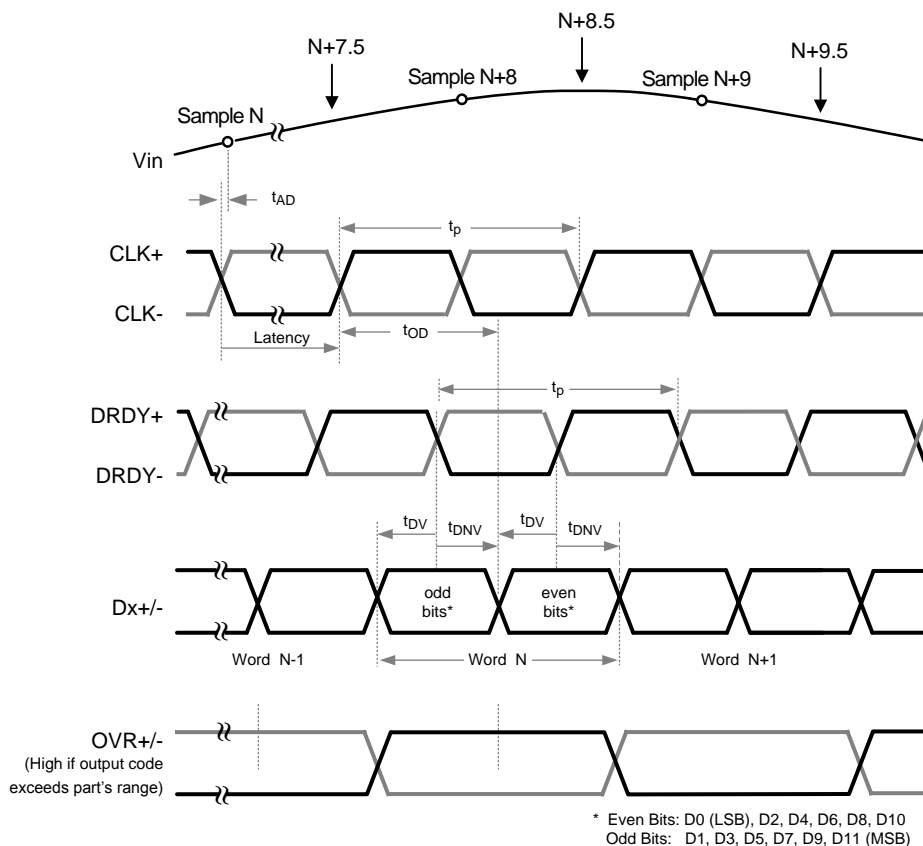 N+8.5
N+7.5
N+9.5
Sample N+8
Sample N+9
Sample N
Vin
tAD
tp
CLK+
CLK-
tOD
Latency
tp
DRDY+
DRDY-
tDV
tDNV
tDV
tDNV
odd
bits*
even
bits*
Dx+/-
Word N-1
Word N
Word N+1
OVR+/-
(High if output code
exceeds part's range)
* Even Bits: D0 (LSB), D2, D4, D6, D8, D10
Odd Bits: D1, D3, D5, D7, D9, D11 (MSB)